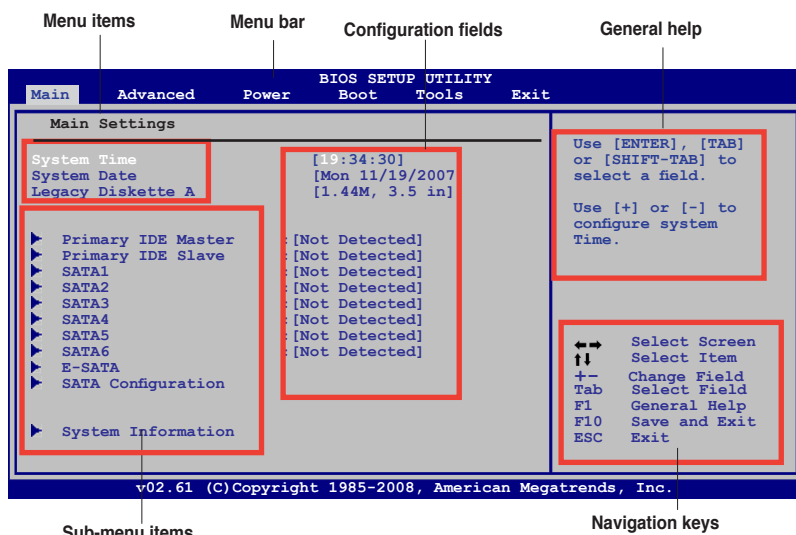 Menu items
Menu bar
Configuration fields
General help
BIOS SETUP UTILITY
Main Advanced Power Boot Tools Exit
Main Settings
System Time [19:34:30]
System Date [Mon 11/19/2007
Legacy Diskette A [1.44M, 3.5 in]
Primary IDE Master :[Not Detected]
Primary IDE Slave :[Not Detected]
SATA1 :[Not Detected]
SATA2 :[Not Detected]
SATA3 :[Not Detected]
SATA4 :[Not Detected]
SATA5 :[Not Detected]
SATA6 :[Not Detected]
E-SATA
SATA Configuration
System Information
Use [ENTER], [TAB]
or [SHIFT-TAB] to
select a field.
Use [+] or [-] to
configure system
Time.
←→ Select Screen
↑↓ Select Item
+- Change Field
Tab Select Field
F1 General Help
F10 Save and Exit
ESC Exit
v02.61 (C)Copyright 1985-2008, American Megatrends, Inc.
Sub-menu items
Navigation keys